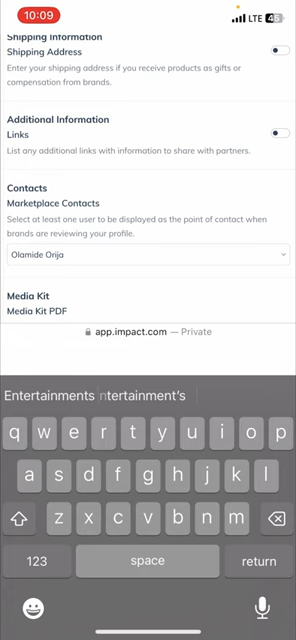 10:09
LTE 45
Shipping Information
Shipping Address
Enter your shipping address if you receive products as gifts or
compensation from brands.
Additional Information
Links
List any additional links with information to share with partners.
Contacts
Marketplace Contacts
Select at least one user to be displayed as the point of contact when
brands are reviewing your profile.
Olamide Orija
Media Kit
Media Kit PDF
app.impact.com — Private
Entertainments ntertainment's
q w e r t y u i o p
a s d f g h j k l
z x c v b n m
123 space return